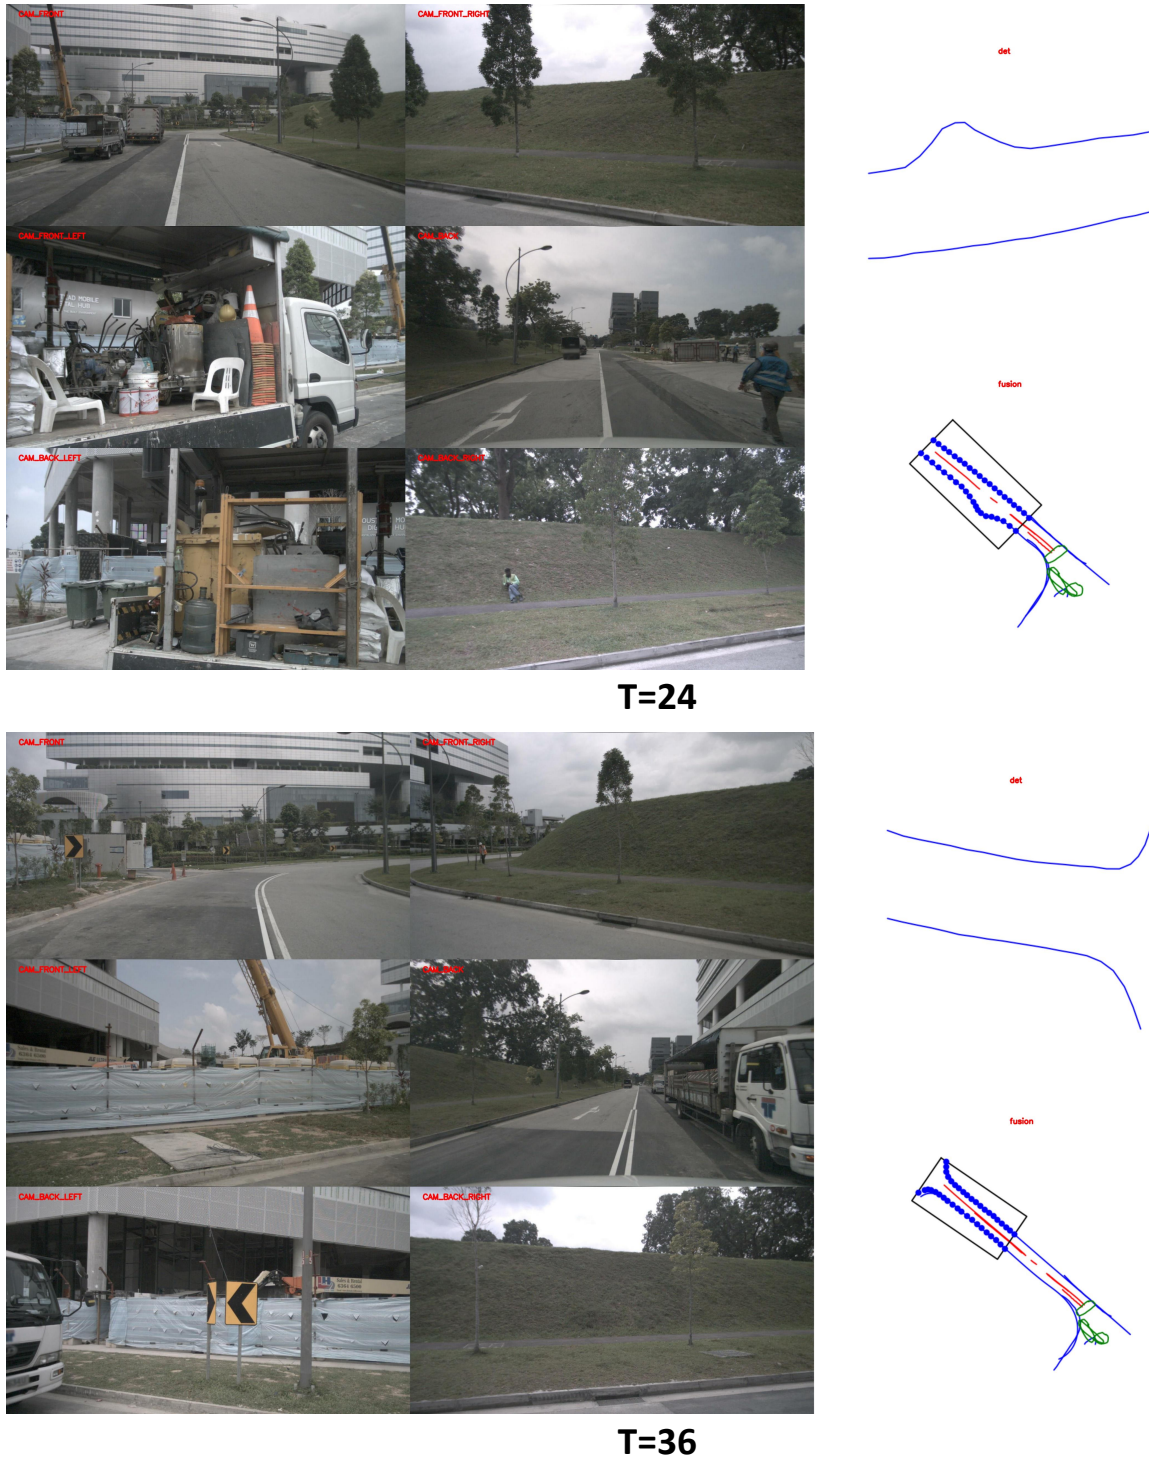 CAM_FRONT
CAM_FRONT_RIGHT
det
CAM_FRONT_LEFT
CAM_BACK
fusion
CAM_BACK_LEFT
CAM_BACK_RIGHT
T=24
CAM_FRONT
CAM_FRONT_RIGHT
det
CAM_FRONT_LEFT
CAM_BACK
fusion
CAM_BACK_LEFT
CAM_BACK_RIGHT
T=36